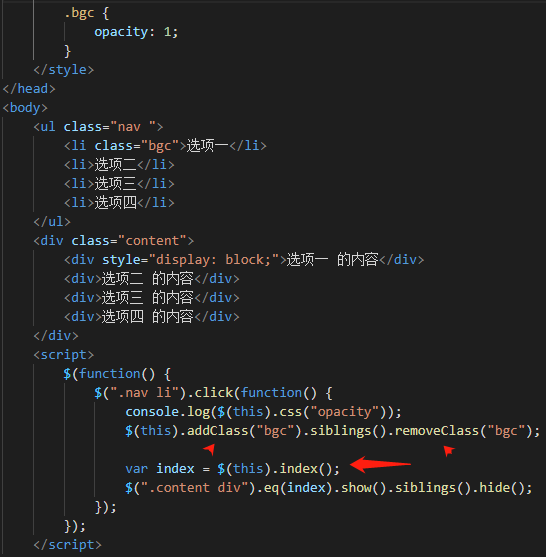 .bgc {
opacity: 1;
}
</style>
</head>
<body>
<ul class="nav ">
<li class="bgc">选项一</li>
<li>选项二</li>
<li>选项三</li>
<li>选项四</li>
</ul>
<div class="content">
<div style="display: block;">选项一 的内容</div>
<div>选项二 的内容</div>
<div>选项三 的内容</div>
<div>选项四 的内容</div>
</div>
<script>
$(function() {
$(".nav li").click(function() {
console.log($(this).css("opacity"));
$(this).addClass("bgc").siblings().removeClass("bgc");
var index = $(this).index();
$(".content div").eq(index).show().siblings().hide();
});
});
</script>